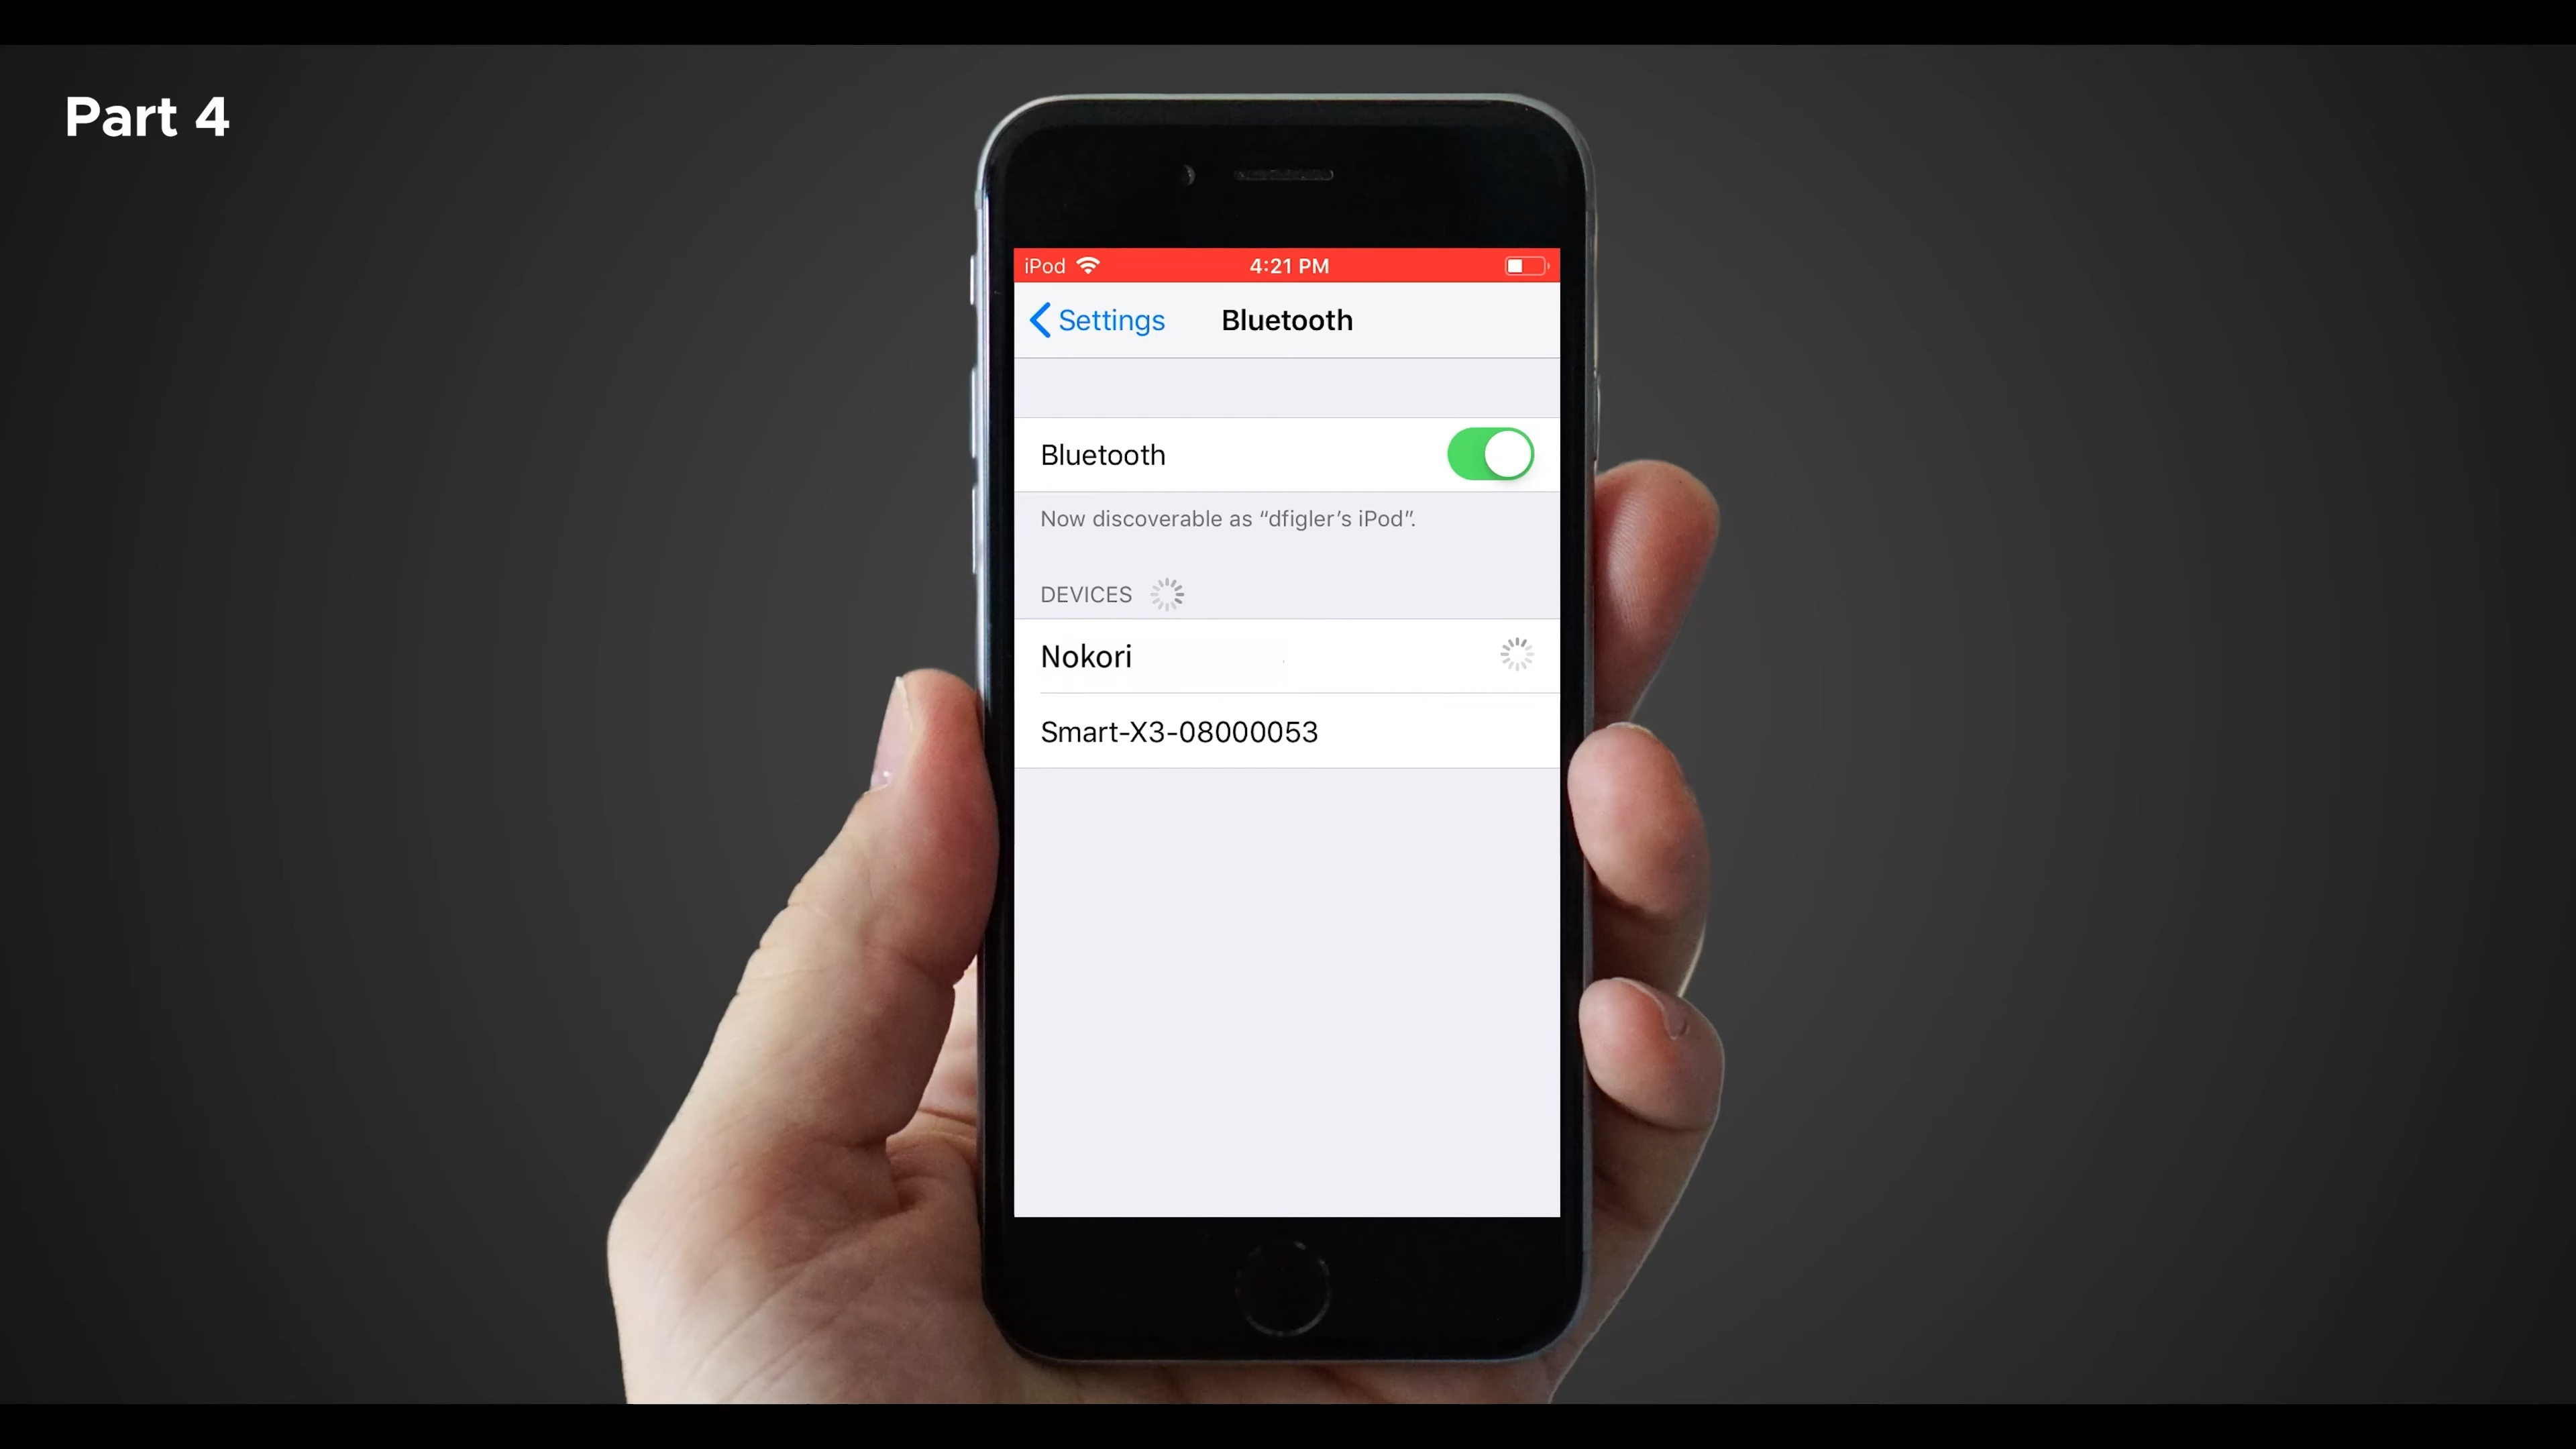 Part 4
iPod 4:21 PM
Settings Bluetooth
Bluetooth
Now discoverable as “dfigler’s iPod”.
DEVICES
Nokori
Smart-X3-08000053